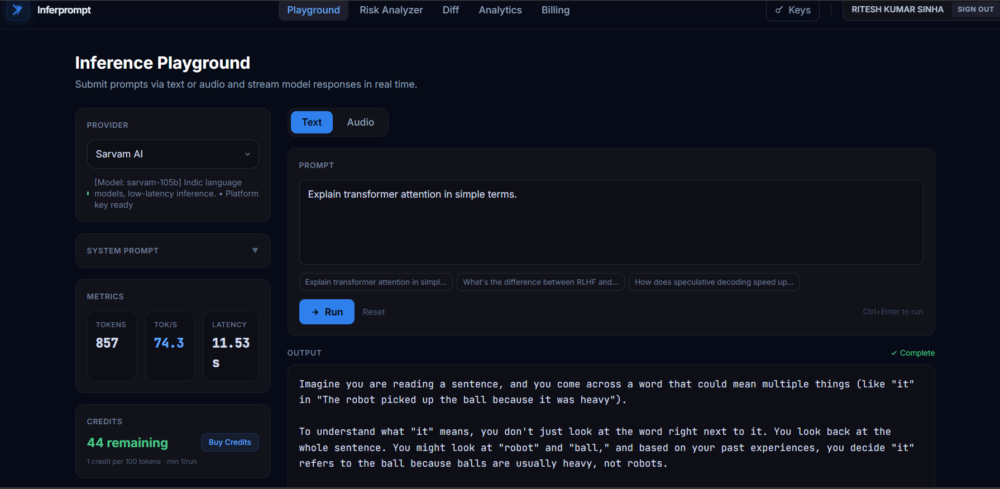 Inferprompt
Playground
Risk Analyzer
Diff
Analytics
Billing
Keys
RITESH KUMAR SINHA
SIGN OUT
Inference Playground
Submit prompts via text or audio and stream model responses in real time.
PROVIDER
Sarvam AI
[Model: sarvam-105b] Indic language
models, low-latency inference. • Platform
key ready
SYSTEM PROMPT
METRICS
TOKENS
857
TOK/S
74.3
LATENCY
11.53
s
CREDITS
44 remaining
Buy Credits
1 credit per 100 tokens · min 1/run
Text
Audio
PROMPT
Explain transformer attention in simple terms.
Explain transformer attention in simpl...
What's the difference between RLHF and...
How does speculative decoding speed up...
→ Run
Reset
Ctrl+Enter to run
OUTPUT
✓ Complete
Imagine you are reading a sentence, and you come across a word that could mean multiple things (like "it"
in "The robot picked up the ball because it was heavy").
To understand what "it" means, you don't just look at the word right next to it. You look back at the
whole sentence. You might look at "robot" and "ball," and based on your past experiences, you decide "it"
refers to the ball because balls are usually heavy, not robots.